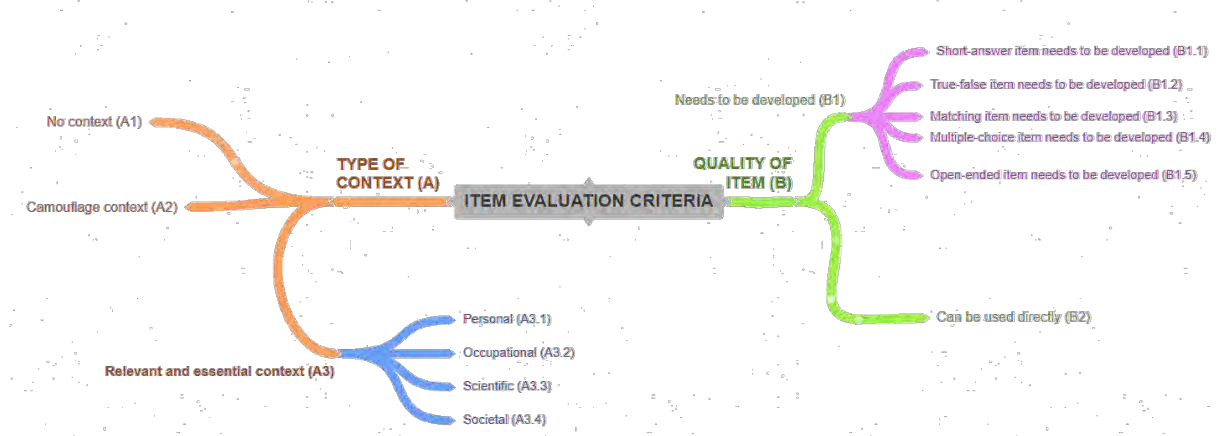 Short-answer item needs to be developed (B1.1)
True-false item needs to be developed (B1.2)
Needs to be developed (B1)
Matching item needs to be developed (B1.3)
Multiple-choice item needs to be developed (B1.4)
Open-ended item needs to be developed (B1.5)
No context (A1)
TYPE OF
CONTEXT (A)
QUALITY OF
ITEM (B)
ITEM EVALUATION CRITERIA
Camouflage context (A2)
Can be used directly (B2)
Personal (A3.1)
Occupational (A3.2)
Relevant and essential context (A3)
Scientific (A3.3)
Societal (A3.4)